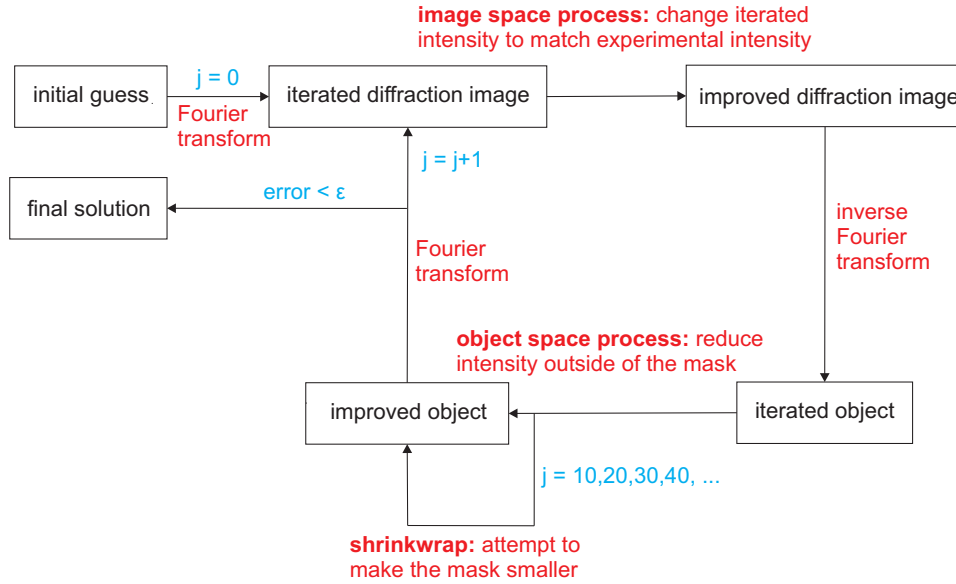 image space process: change iterated
intensity to match experimental intensity
j = 0
initial guess.
iterated diffraction image
improved diffraction image
Fourier
transform
j = j+1
error < ε
final solution
inverse
Fourier
transform
Fourier
transform
object space process: reduce
intensity outside of the mask
improved object
iterated object
j = 10,20,30,40, ...
shrinkwrap: attempt to
make the mask smaller